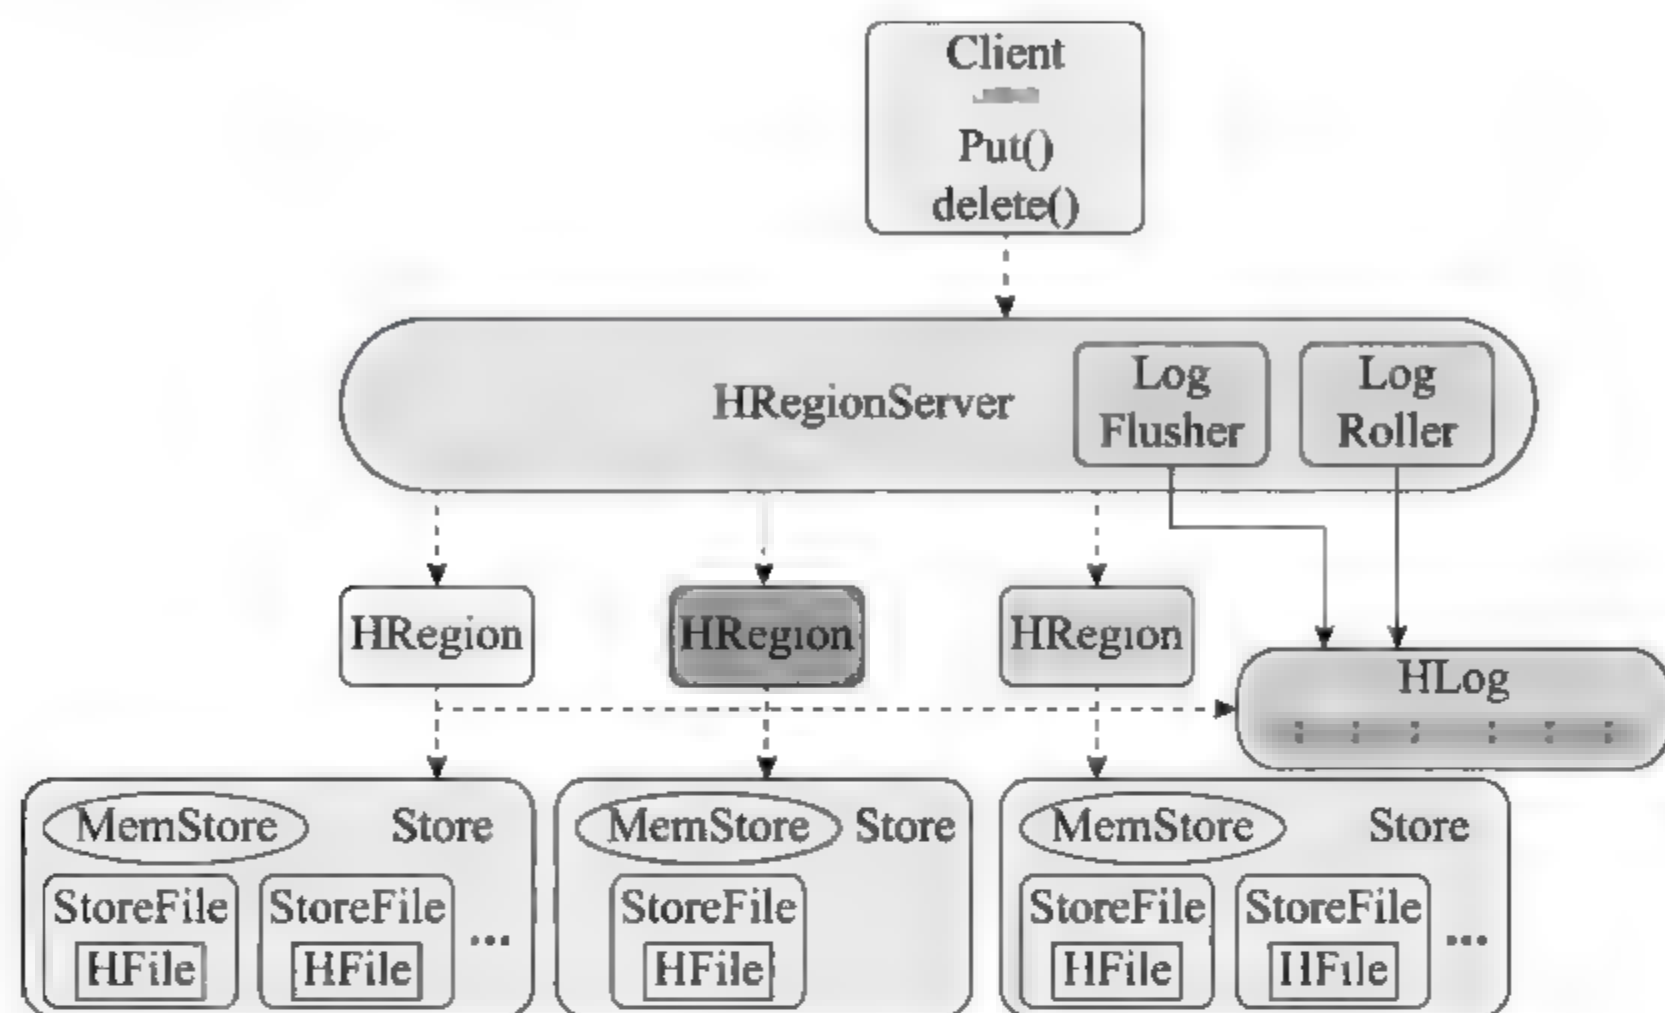 Client
Put()
delete()
HRegionServer
Log
Flusher
Log
Roller
HRegion
HRegion
HRegion
HLog
MemStore
Store
MemStore
Store
MemStore
Store
StoreFile
HFile
StoreFile
HFile
...
StoreFile
HFile
StoreFile
HFile
StoreFile
HFile
...